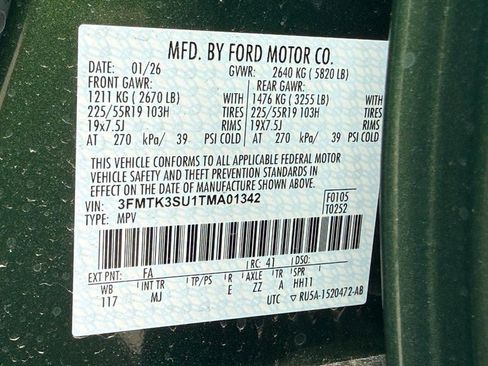 MFD. BY FORD MOTOR CO.
DATE: 01/26 GVWR: 2640 KG ( 5820 LB)
FRONT GAWR: REAR GAWR:
1211 KG ( 2670 LB) WITH 1476 KG ( 3255 LB) WITH
225/55R19 103H TIRES 225/55R19 103H TIRES
19x7.5J RIMS 19x7.5J RIMS
AT 270 kPa/ 39 PSI COLD AT 270 kPa/ 39 PSI COLD
THIS VEHICLE CONFORMS TO ALL APPLICABLE FEDERAL MOTOR
VEHICLE SAFETY AND THEFT PREVENTION STANDARDS IN EFFECT
ON THE DATE OF MANUFACTURE SHOWN ABOVE.
VIN: 3FMTK3SU1TMA01342 F0105
TYPE: MPV T0252
EXT PNT: FA RC: 41 DSO:
WB INT TR TP/PS R AXLE TR SPR
117 MJ E ZZ A HH11
UTC ▽ RU5A-1520472-AB